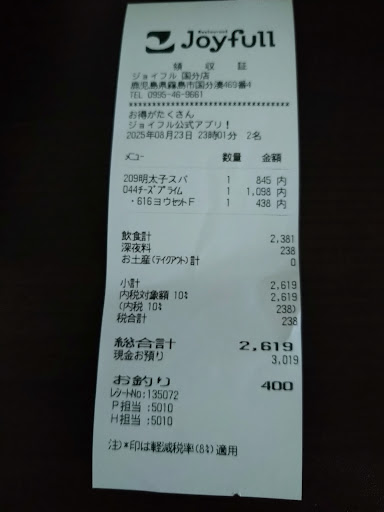 Restaurant
Joyfull
領収証
ジョイフル 国分店
鹿児島県霧島市国分湊469番4
TEL 0995-46-9661
お得がたくさん
ジョイフル公式アプリ！
2025年08月23日 23時01分 2名
メニュー 数量 金額
209明太子スパ 1 845 内
044チーズプライム 1 1,098 内
・616ヨウセットF 1 438 内
飲食計 2,381
深夜料 238
お土産(テイクアウト)計 0
小計 2,619
内税対象額 10% 2,619
(内税 10% 238)
税合計 238
総合計 2,619
現金お預り 3,019
お釣り 400
レシートNo:135072
P担当:5010
H担当:5010
注)*印は軽減税率(8%)適用